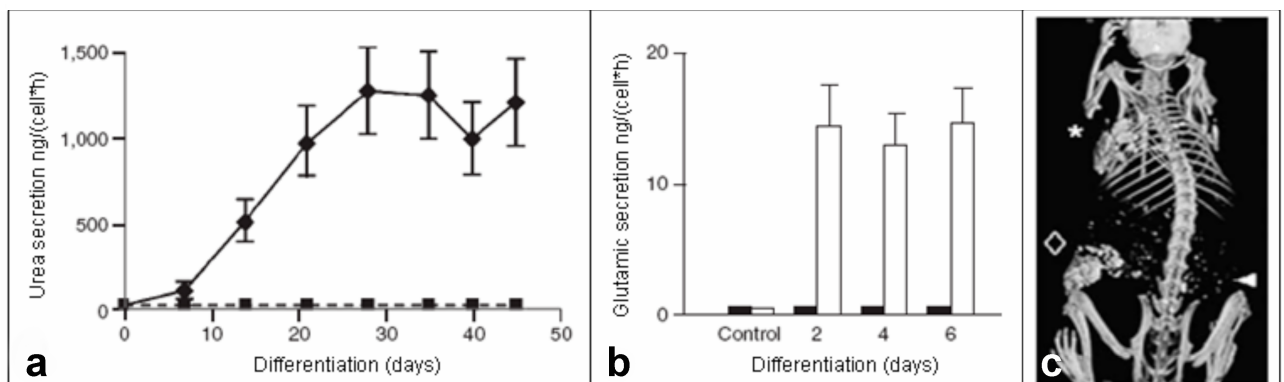 Urea secretion ng/(cell*h)
1,500
1,000
500
0
0 10 20 30 40 50
Differentiation (days)
a
Glutamic secretion ng/(cell*h)
20
10
0
Control 2 4 6
Differentiation (days)
b
*
c